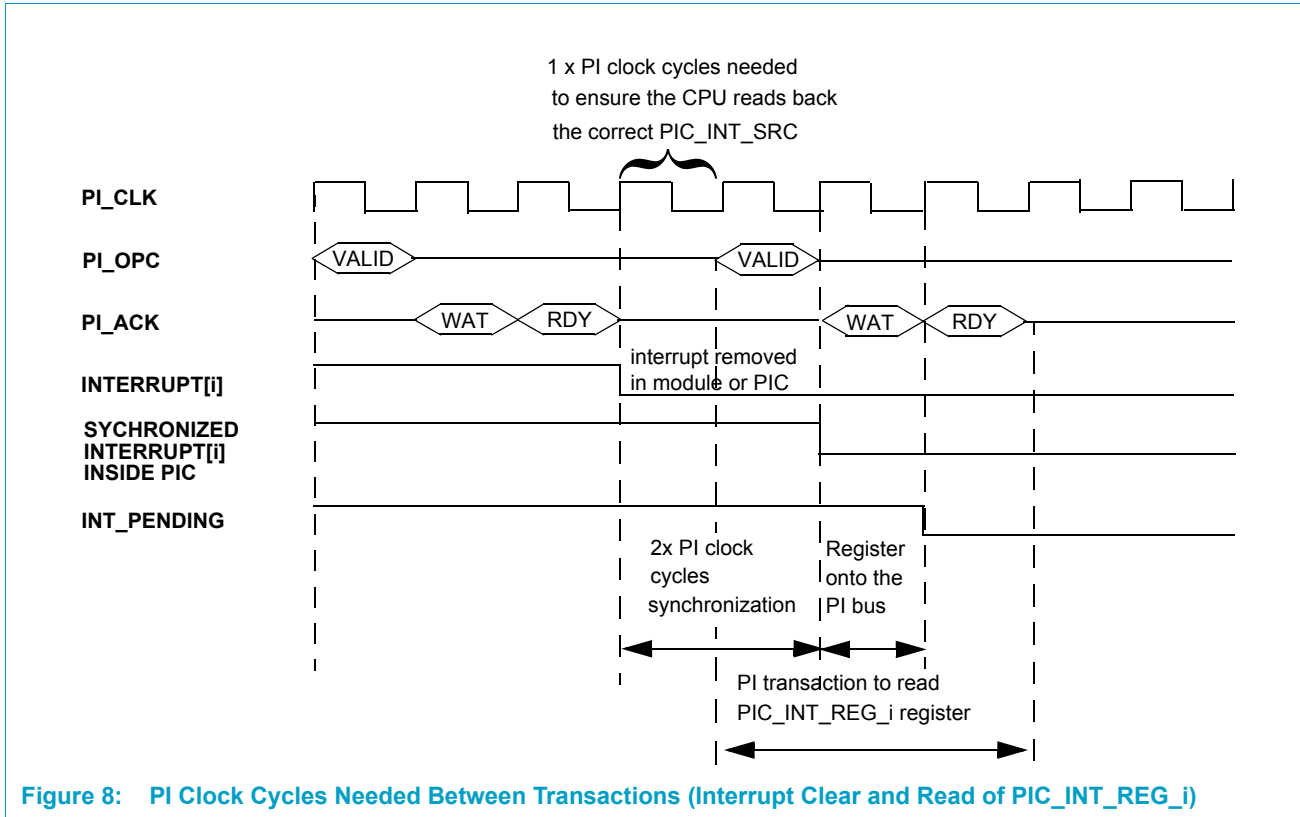 1 x PI clock cycles needed
to ensure the CPU reads back
the correct PIC_INT_SRC
PI_CLK
PI_OPC
VALID
VALID
PI_ACK
WAT
RDY
WAT
RDY
INTERRUPT[i]
interrupt removed
in module or PIC
SYCHRONIZED
INTERRUPT[i]
INSIDE PIC
INT_PENDING
2x PI clock
cycles
synchronization
Register
onto the
PI bus
PI transaction to read
PIC_INT_REG_i register
Figure 8: PI Clock Cycles Needed Between Transactions (Interrupt Clear and Read of PIC_INT_REG_i)